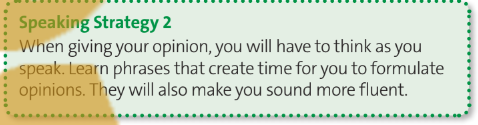 Speaking Strategy 2
When giving your opinion, you will have to think as you
speak. Learn phrases that create time for you to formulate
opinions. They will also make you sound more fluent.